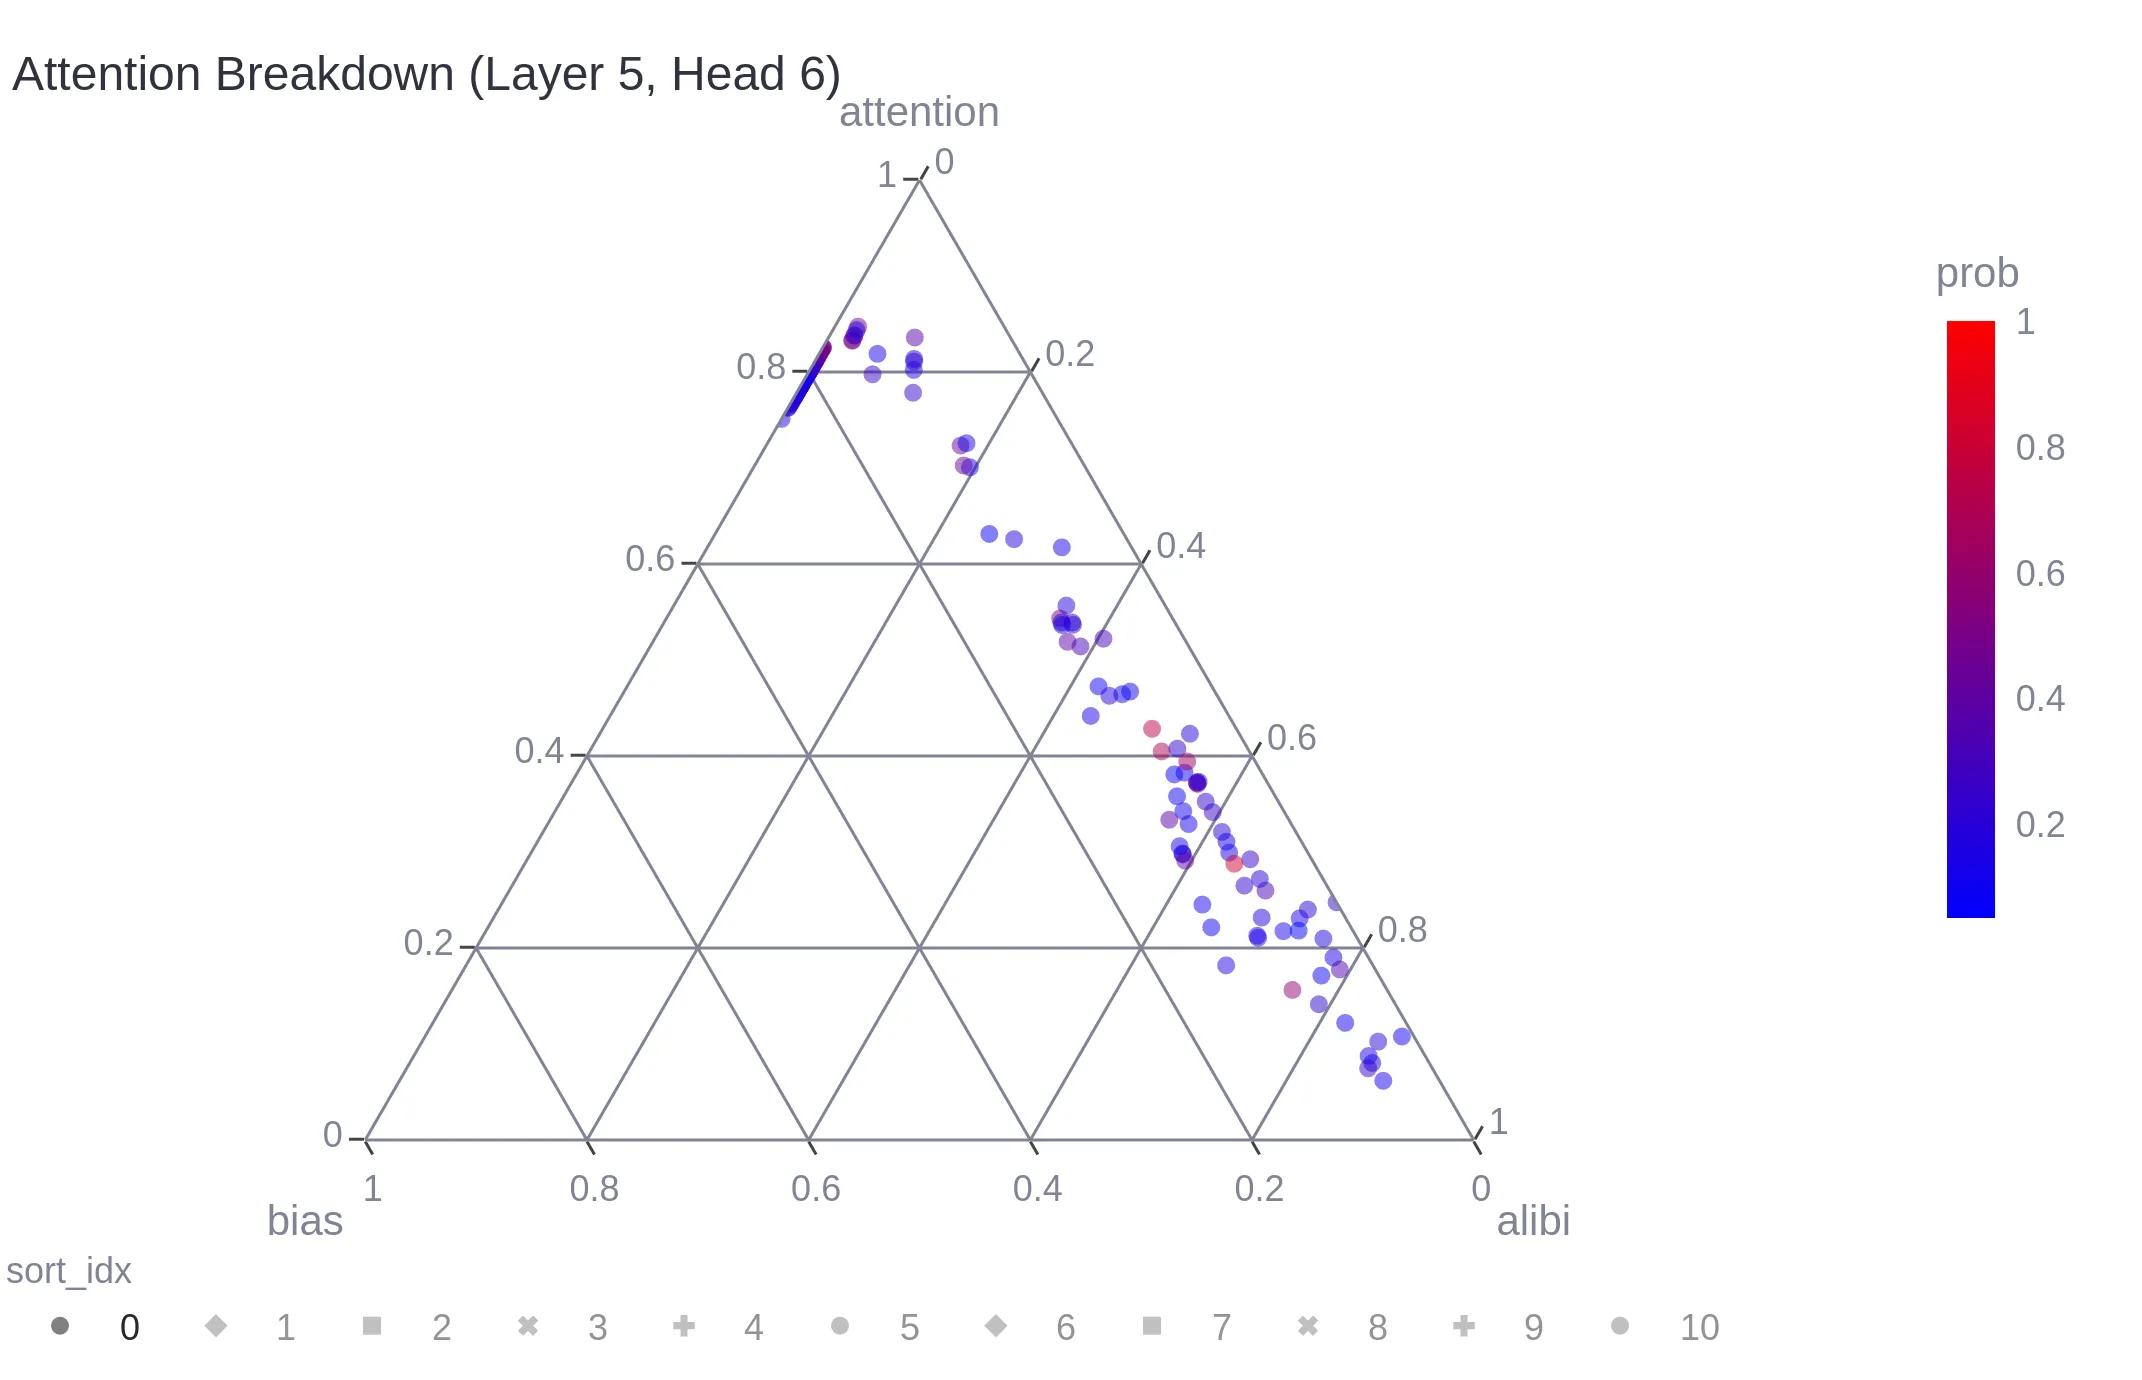 Attention Breakdown (Layer 5, Head 6)
attention
1 0
prob
1
0.8 0.2
0.8
0.6 0.4
0.6
0.4 0.6
0.4
0.2 0.8
0.2
0 1
1 0.8 0.6 0.4 0.2 0
bias alibi
sort_idx
0 1 2 3 4 5 6 7 8 9 10